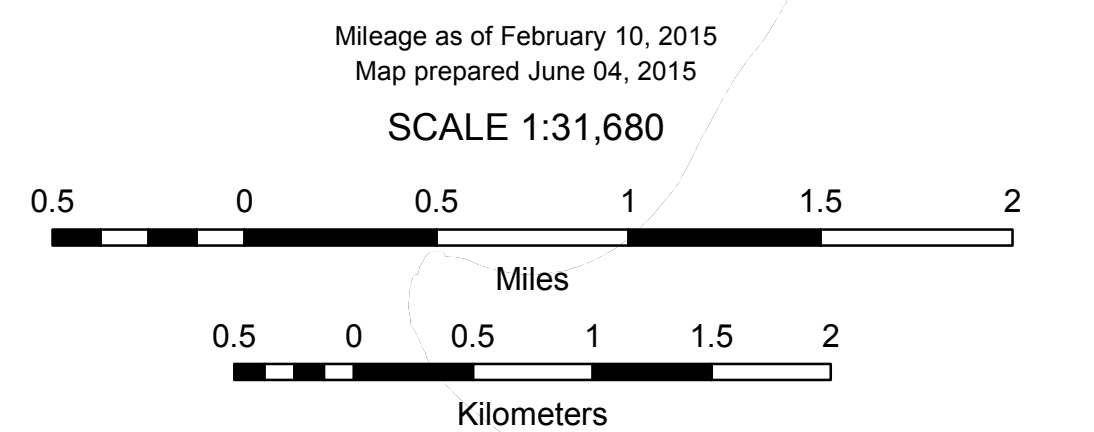 Mileage as of February 10, 2015
Map prepared June 04, 2015
SCALE 1:31,680
0.5 0 0.5 1 1.5 2
Miles
0.5 0 0.5 1 1.5 2
Kilometers